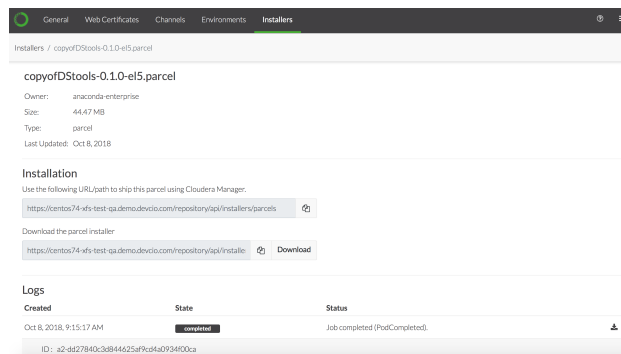 General Web Certificates Channels Environments Installers
Installers / copyofDStools-0.1.0-el5.parcel
copyofDStools-0.1.0-el5.parcel
Owner: anaconda-enterprise
Size: 44.47 MB
Type: parcel
Last Updated: Oct 8, 2018
Installation
Use the following URL/path to ship this parcel using Cloudera Manager.
https://centos74-xfs-test-qa.demo.devcio.com/repository/api/installers/parcels
Download the parcel installer
https://centos74-xfs-test-qa.demo.devcio.com/repository/api/installe Download
Logs
Created State Status
Oct 8, 2018, 9:15:17 AM completed Job completed (PodCompleted).
ID: a2-dd27840c3d844625af9cd4a0934f00ca